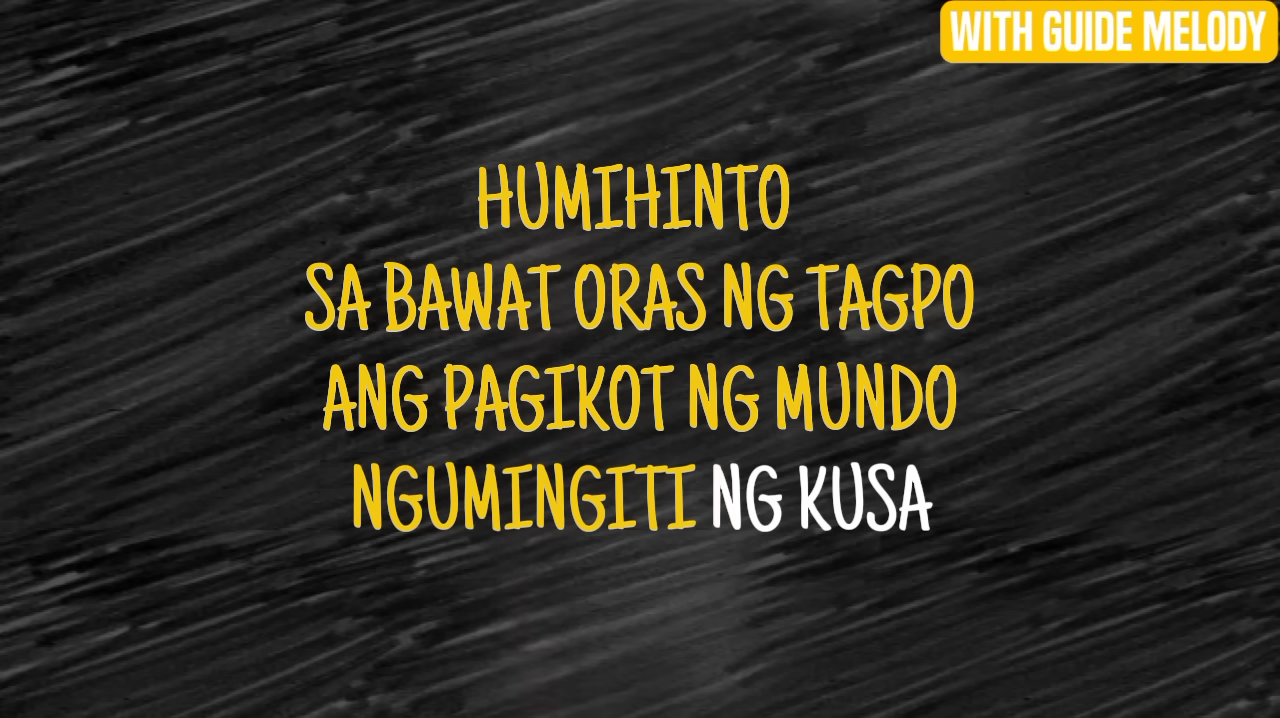 WITH GUIDE MELODY
HUMIHINTO
SA BAWAT ORAS NG TAGPO
ANG PAGIKOT NG MUNDO
NGUMINGITI NG KUSA